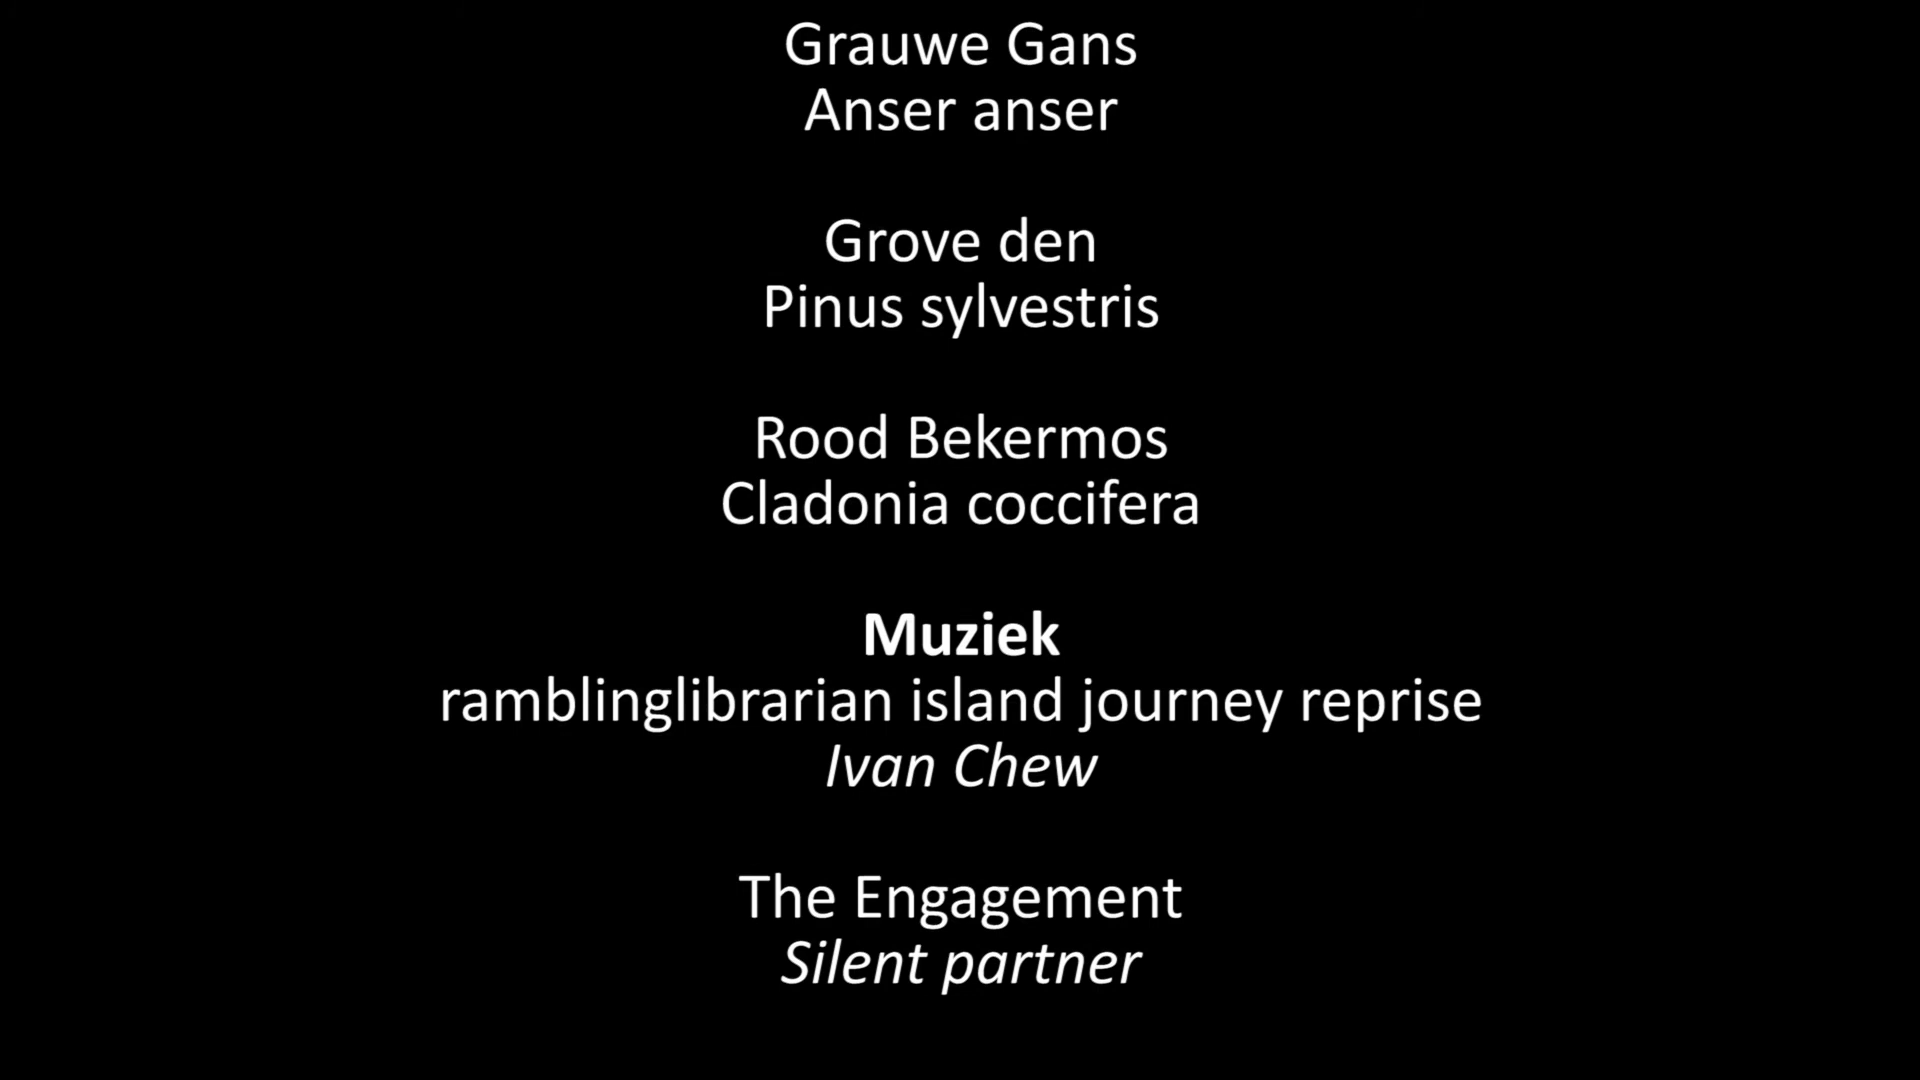 Grauwe Gans
Anser anser
Grove den
Pinus sylvestris
Rood Bekermos
Cladonia coccifera
Muziek
ramblinglibrarian island journey reprise
Ivan Chew
The Engagement
Silent partner